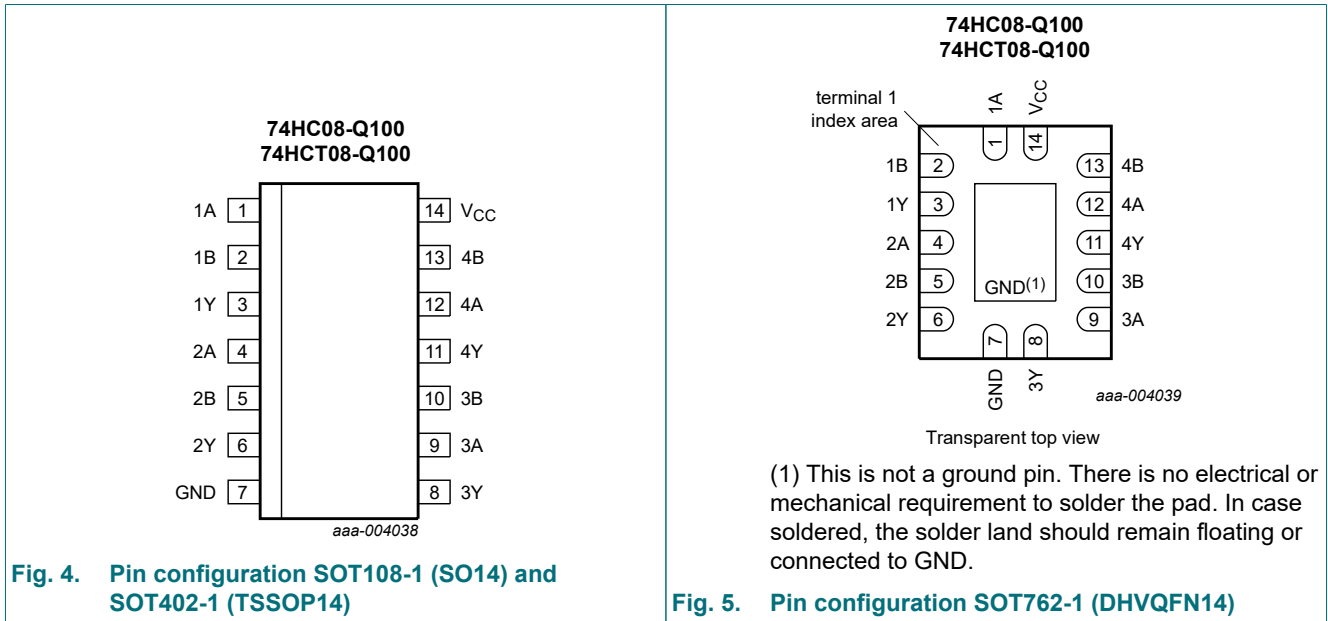 74HC08-Q100
74HCT08-Q100
1A 1
14 VCC
1B 2
13 4B
1Y 3
12 4A
2A 4
11 4Y
2B 5
10 3B
2Y 6
9 3A
GND 7
8 3Y
aaa-004038
Fig. 4. Pin configuration SOT108-1 (SO14) and
SOT402-1 (TSSOP14)
74HC08-Q100
74HCT08-Q100
terminal 1
index area
1A
VCC
1
14
1B 2
13 4B
1Y 3
12 4A
2A 4
11 4Y
2B 5
10 3B
2Y 6
9 3A
GND(1)
7
8
GND
3Y
aaa-004039
Transparent top view
(1) This is not a ground pin. There is no electrical or
mechanical requirement to solder the pad. In case
soldered, the solder land should remain floating or
connected to GND.
Fig. 5. Pin configuration SOT762-1 (DHVQFN14)